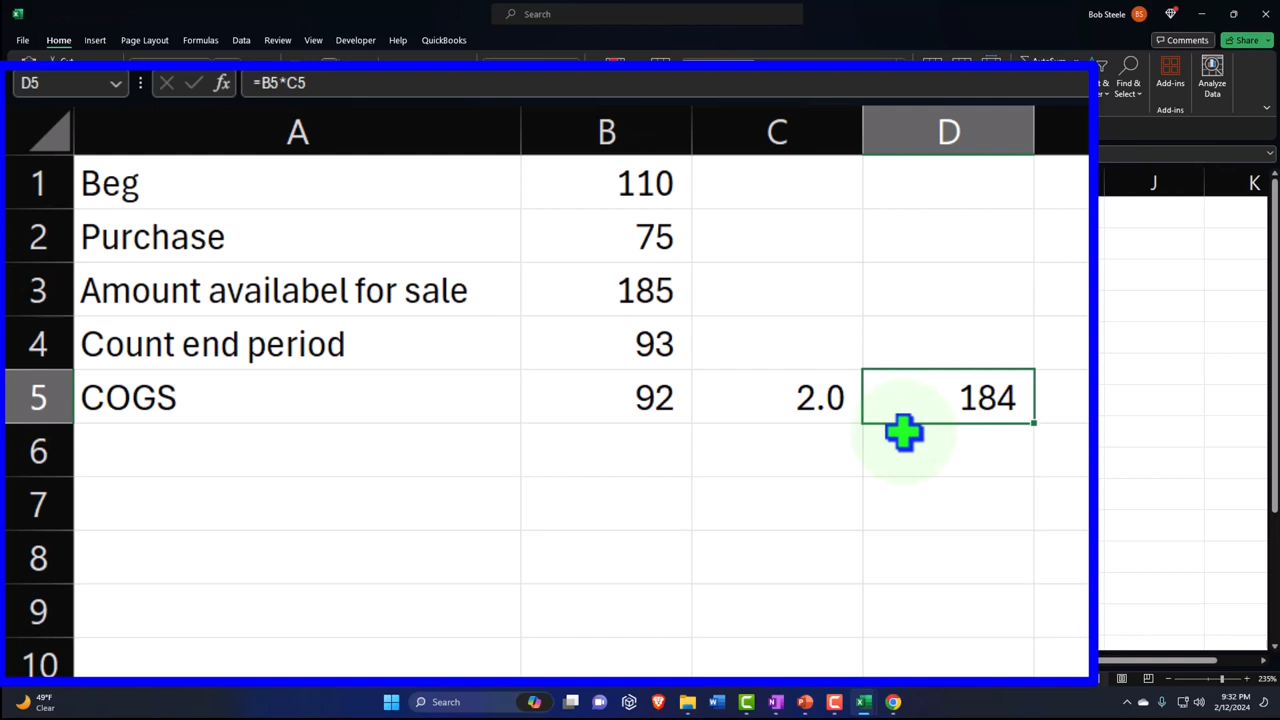 Search
Bob Steele BS
File Home Insert Page Layout Formulas Data Review View Developer Help QuickBooks Comments Share
D5 fx =B5*C5
Find & Select
Add-ins
Analyze Data
Add-ins
A B C D J K
1 Beg 110
2 Purchase 75
3 Amount availabel for sale 185
4 Count end period 93
5 COGS 92 2.0 184
6
7
8
9
10
235%
49°F
Clear
Search
9:32 PM
2/12/2024